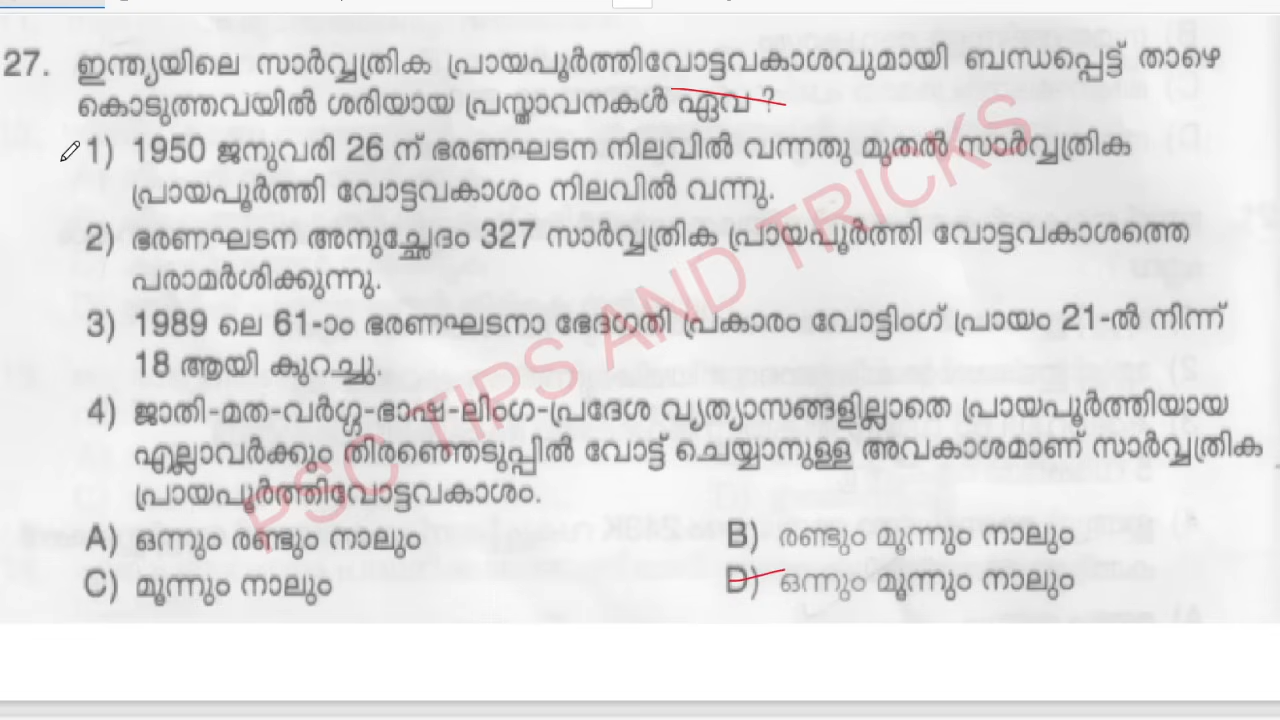 27. ഇന്ത്യയിലെ സാർവ്വത്രിക പ്രായപൂർത്തിവോട്ടവകാശവുമായി ബന്ധപ്പെട്ട് താഴെ
കൊടുത്തവയിൽ ശരിയായ പ്രസ്താവനകൾ ഏവ ?
1) 1950 ജനുവരി 26 ന് ഭരണഘടന നിലവിൽ വന്നതു മുതൽ സാർവ്വത്രിക
പ്രായപൂർത്തി വോട്ടവകാശം നിലവിൽ വന്നു.
2) ഭരണഘടന അനുച്ഛേദം 327 സാർവ്വത്രിക പ്രായപൂർത്തി വോട്ടവകാശത്തെ
പരാമർശിക്കുന്നു.
3) 1989 ലെ 61-ാം ഭരണഘടനാ ഭേദഗതി പ്രകാരം വോട്ടിംഗ് പ്രായം 21-ൽ നിന്ന്
18 ആയി കുറച്ചു.
4) ജാതി-മത-വർഗ്ഗ-ഭാഷ-ലിംഗ-പ്രദേശ വ്യത്യാസങ്ങളില്ലാതെ പ്രായപൂർത്തിയായ
എല്ലാവർക്കും തിരഞ്ഞെടുപ്പിൽ വോട്ട് ചെയ്യാനുള്ള അവകാശമാണ് സാർവ്വത്രിക
പ്രായപൂർത്തിവോട്ടവകാശം.
A) ഒന്നും രണ്ടും നാലും B) രണ്ടും മൂന്നും നാലും
C) മൂന്നും നാലും D) ഒന്നും മൂന്നും നാലും
PSC TIPS AND TRICKS